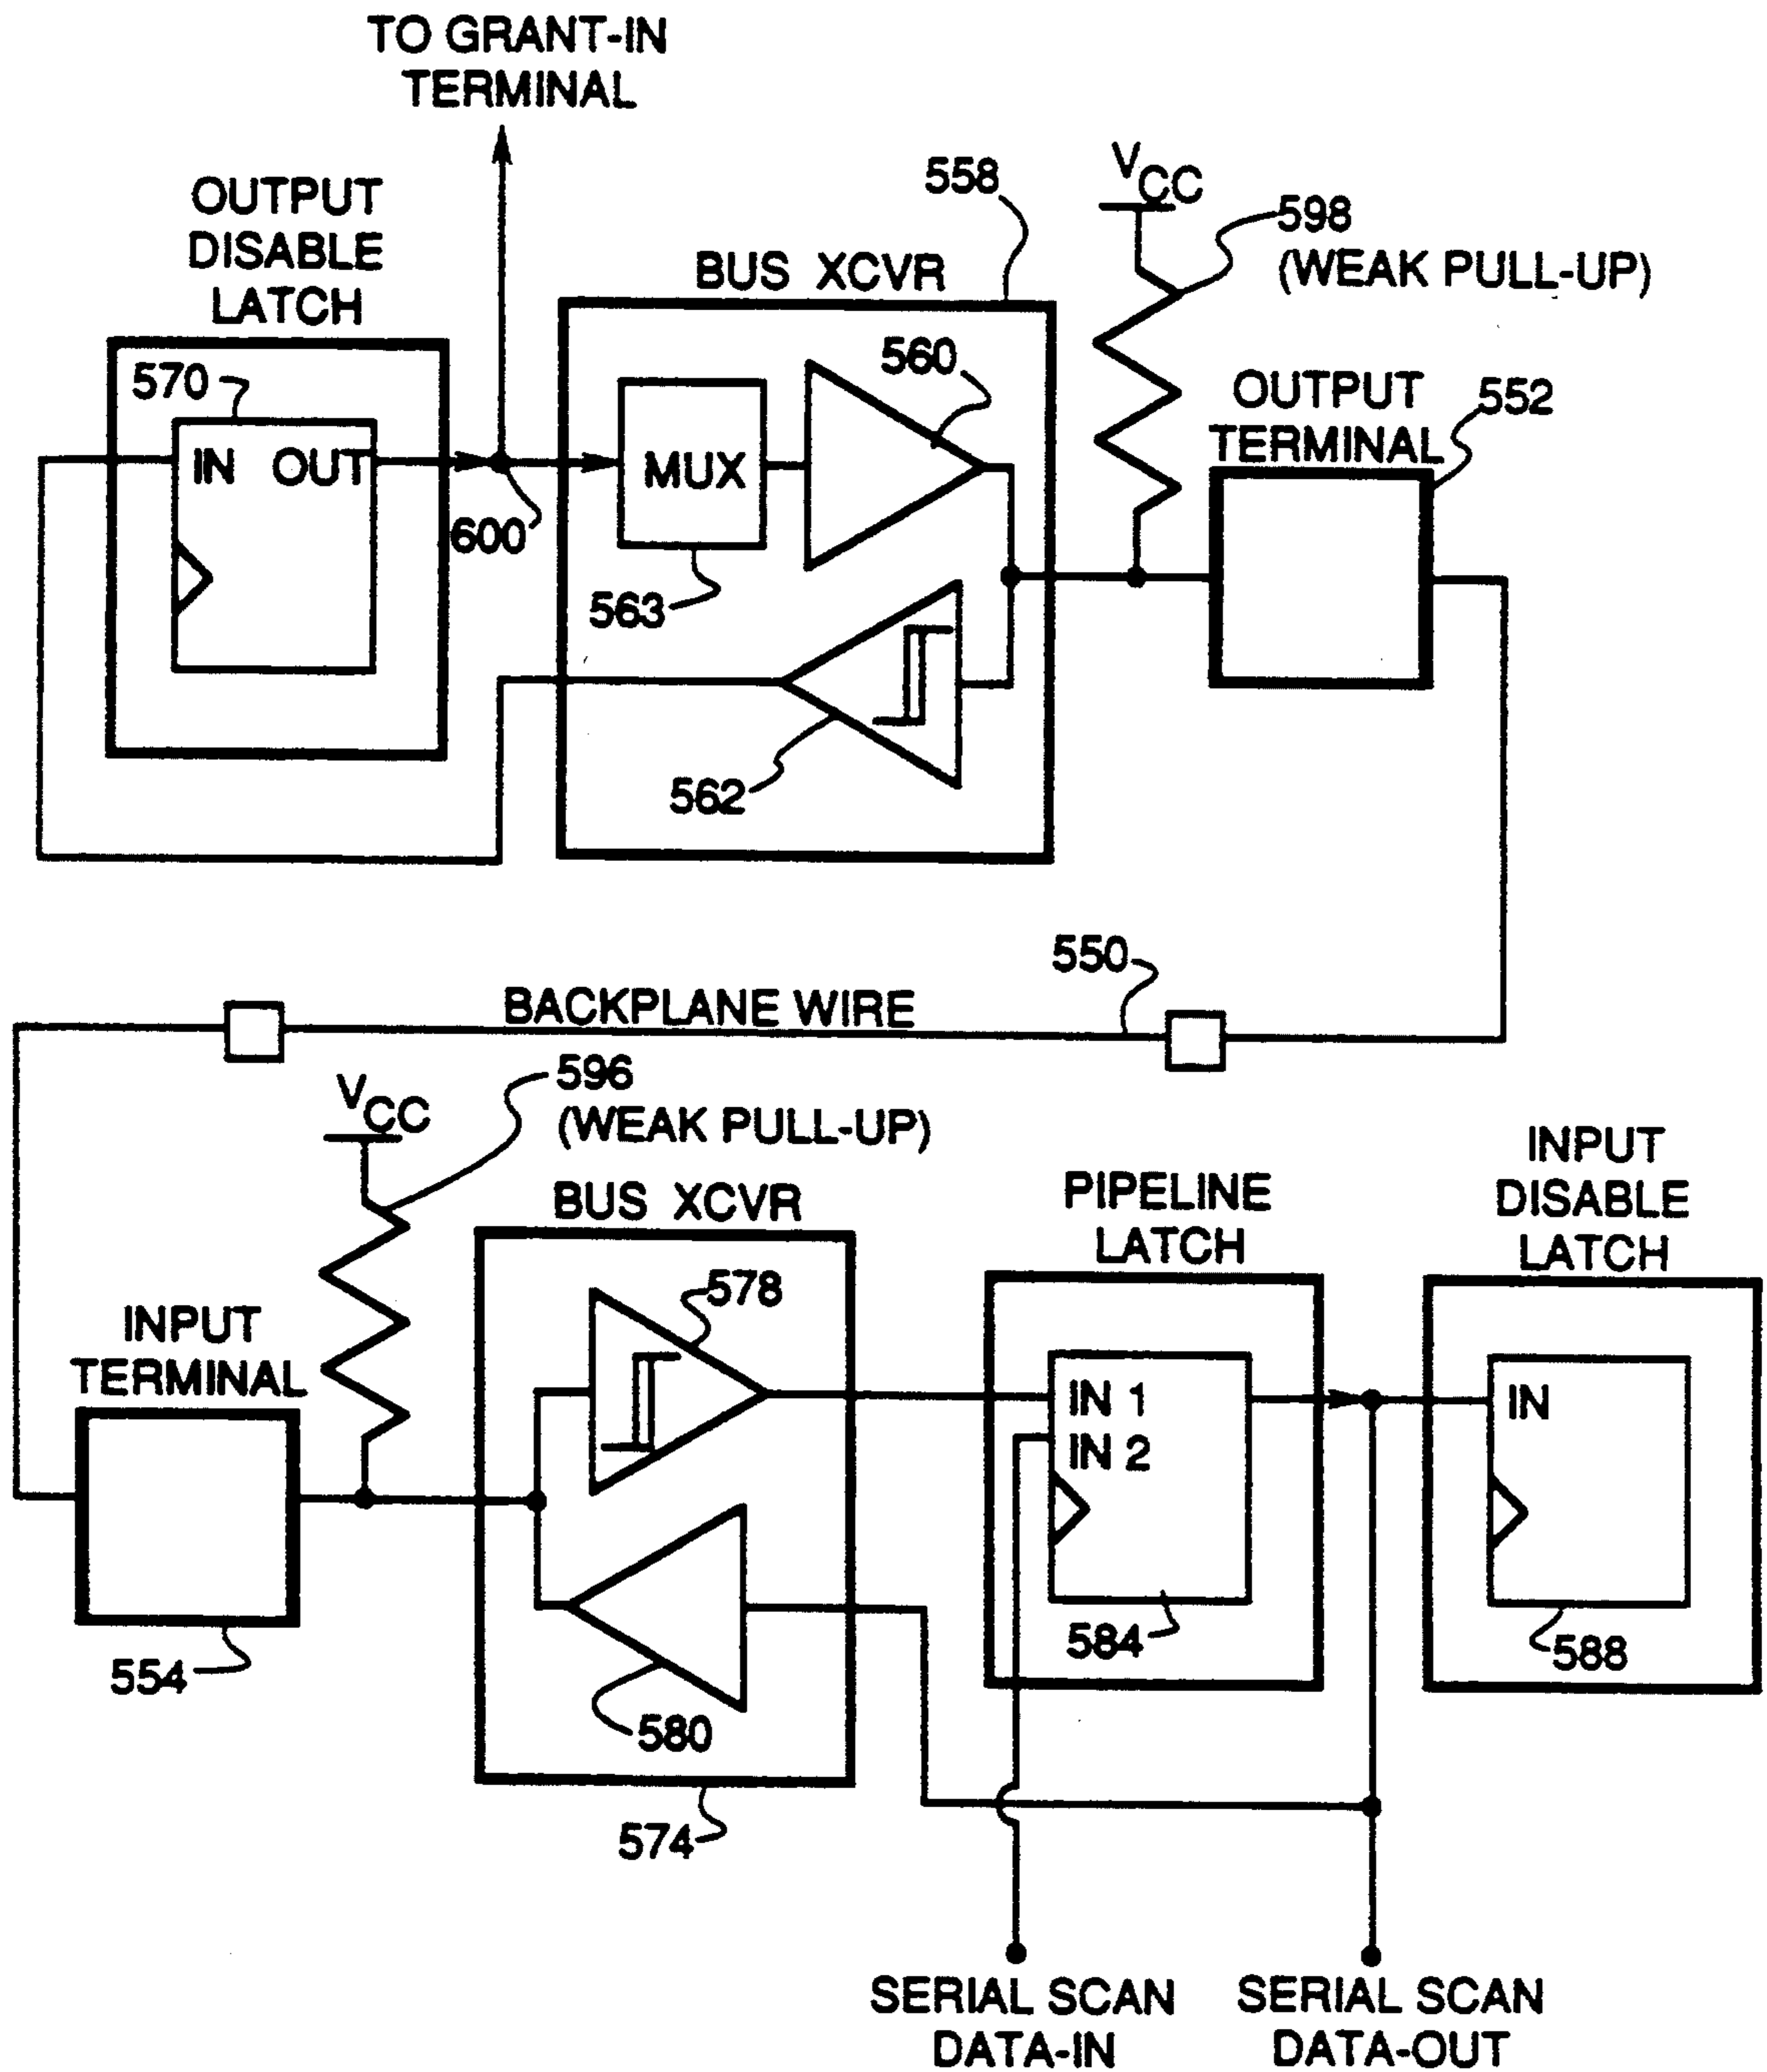 TO GRANT-IN
TERMINAL
OUTPUT
DISABLE
LATCH
570
IN OUT
600
BUS XCVR
558
MUX
560
563
562
VCC
598
(WEAK PULL-UP)
OUTPUT
TERMINAL
552
550
BACKPLANE WIRE
VCC
596
(WEAK PULL-UP)
INPUT
TERMINAL
554
BUS XCVR
578
580
574
PIPELINE
LATCH
IN 1
IN 2
584
INPUT
DISABLE
LATCH
IN
588
SERIAL SCAN
DATA-IN
SERIAL SCAN
DATA-OUT